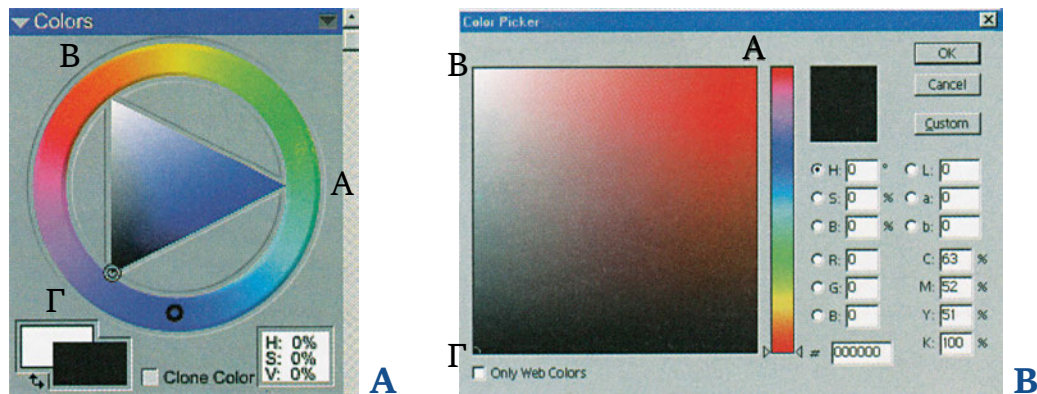 Colors
B
A
Γ
H: 0%
S: 0%
V: 0%
Clone Color
A
Color Picker
A
B
OK
Cancel
Custom
H: 0 ° L: 0
S: 0 % a: 0
B: 0 % b: 0
R: 0 C: 63 %
G: 0 M: 52 %
B: 0 Y: 51 %
# 000000 K: 100 %
Γ
Only Web Colors
B